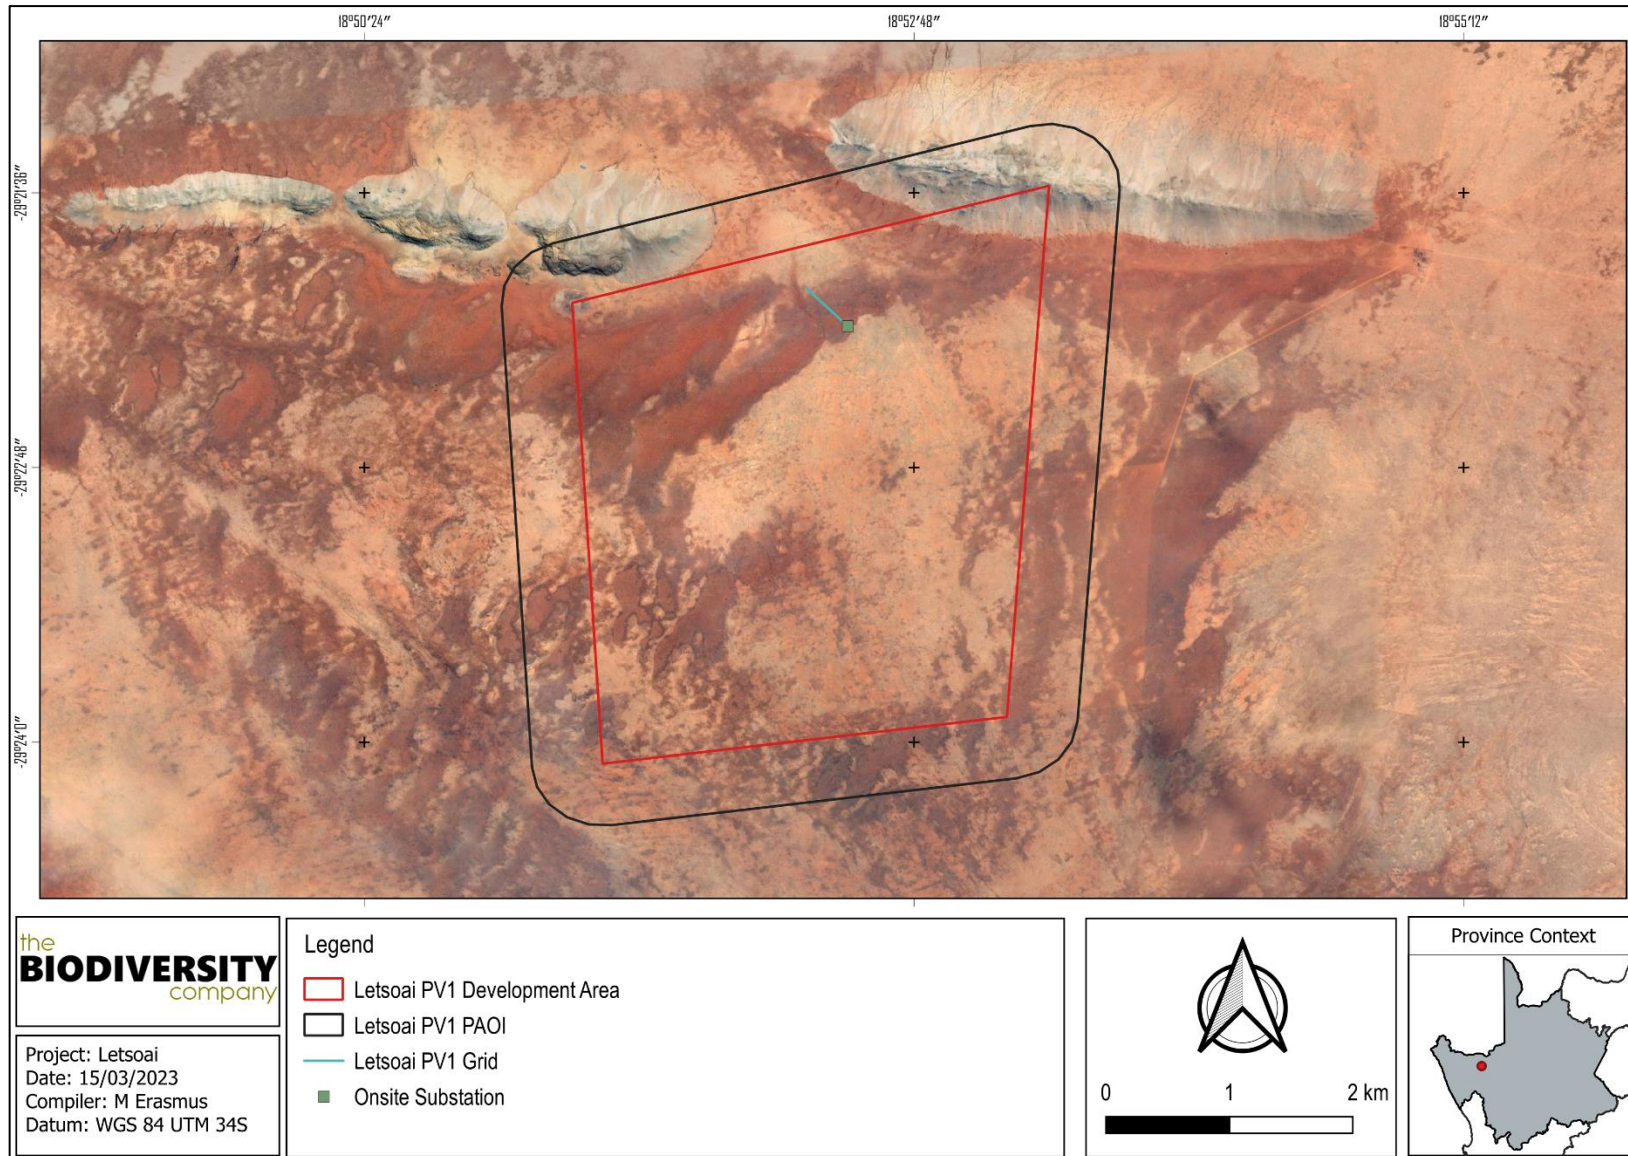 18°50'24"
18°52'48"
18°55'12"
-29°21'36"
-29°22'48"
-29°24'0"
the
BIODIVERSITY
company
Project: Letsoai
Date: 15/03/2023
Compiler: M Erasmus
Datum: WGS 84 UTM 34S
Legend
Letsoai PV1 Development Area
Letsoai PV1 PAOI
Letsoai PV1 Grid
Onsite Substation
0 1 2 km
Province Context